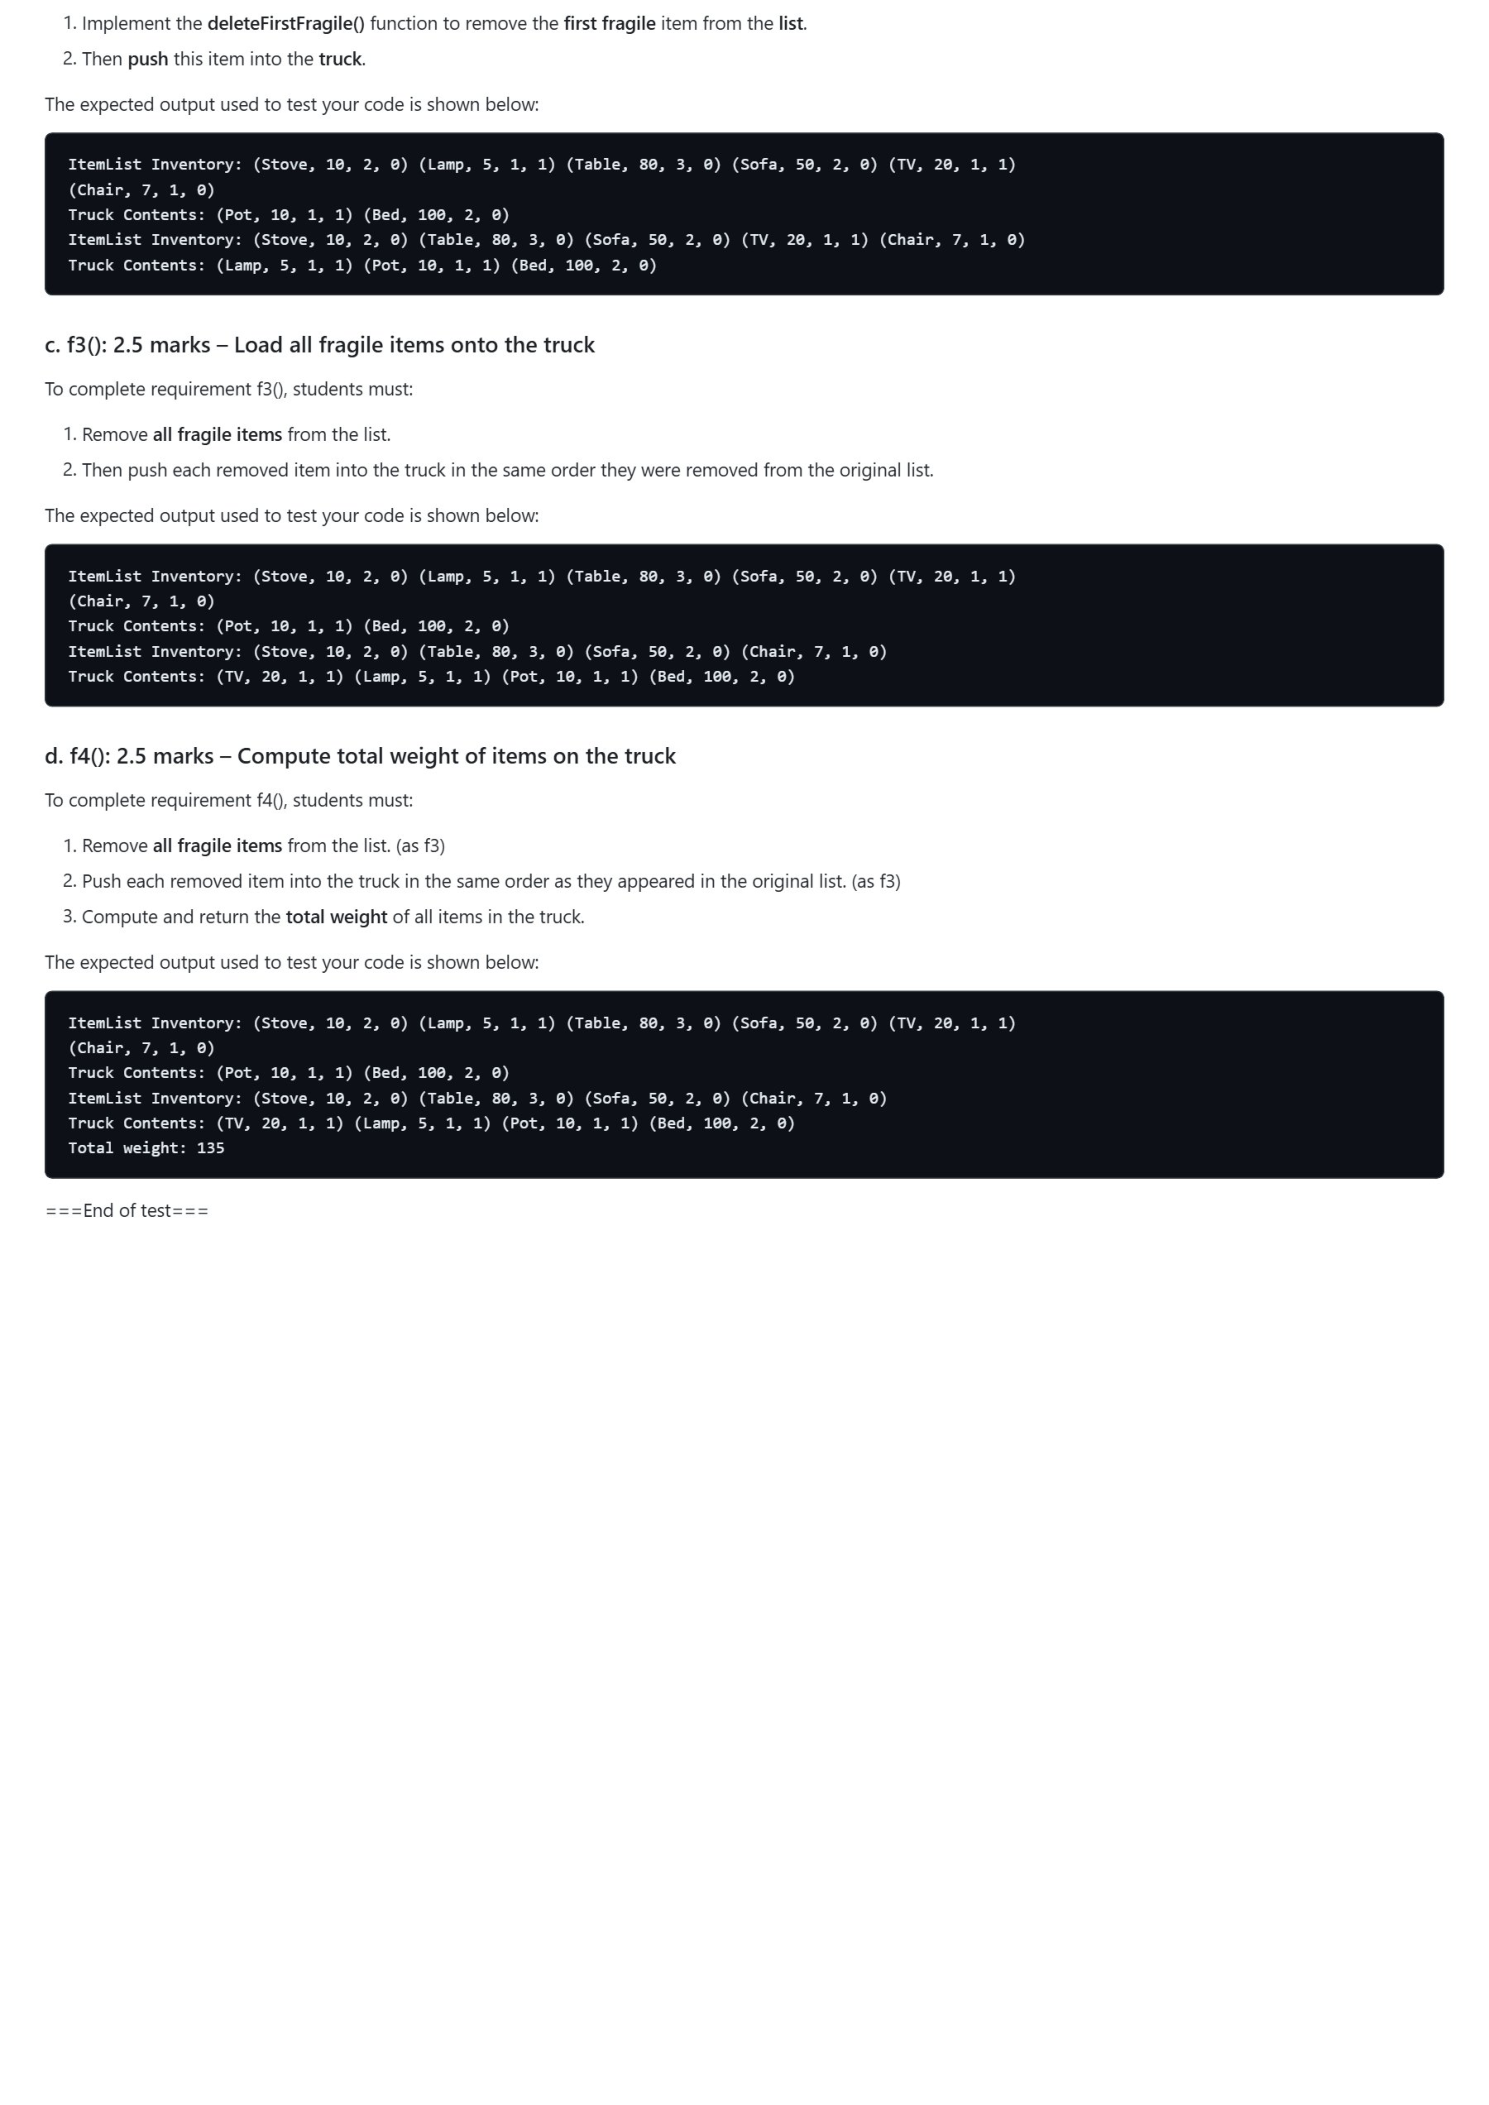 1. Implement the deleteFirstFragile() function to remove the first fragile item from the list.
2. Then push this item into the truck.
The expected output used to test your code is shown below:
ItemList Inventory: (Stove, 10, 2, 0) (Lamp, 5, 1, 1) (Table, 80, 3, 0) (Sofa, 50, 2, 0) (TV, 20, 1, 1)
(Chair, 7, 1, 0)
Truck Contents: (Pot, 10, 1, 1) (Bed, 100, 2, 0)
ItemList Inventory: (Stove, 10, 2, 0) (Table, 80, 3, 0) (Sofa, 50, 2, 0) (TV, 20, 1, 1) (Chair, 7, 1, 0)
Truck Contents: (Lamp, 5, 1, 1) (Pot, 10, 1, 1) (Bed, 100, 2, 0)
c. f3(): 2.5 marks – Load all fragile items onto the truck
To complete requirement f3(), students must:
1. Remove all fragile items from the list.
2. Then push each removed item into the truck in the same order they were removed from the original list.
The expected output used to test your code is shown below:
ItemList Inventory: (Stove, 10, 2, 0) (Lamp, 5, 1, 1) (Table, 80, 3, 0) (Sofa, 50, 2, 0) (TV, 20, 1, 1)
(Chair, 7, 1, 0)
Truck Contents: (Pot, 10, 1, 1) (Bed, 100, 2, 0)
ItemList Inventory: (Stove, 10, 2, 0) (Table, 80, 3, 0) (Sofa, 50, 2, 0) (Chair, 7, 1, 0)
Truck Contents: (TV, 20, 1, 1) (Lamp, 5, 1, 1) (Pot, 10, 1, 1) (Bed, 100, 2, 0)
d. f4(): 2.5 marks – Compute total weight of items on the truck
To complete requirement f4(), students must:
1. Remove all fragile items from the list. (as f3)
2. Push each removed item into the truck in the same order as they appeared in the original list. (as f3)
3. Compute and return the total weight of all items in the truck.
The expected output used to test your code is shown below:
ItemList Inventory: (Stove, 10, 2, 0) (Lamp, 5, 1, 1) (Table, 80, 3, 0) (Sofa, 50, 2, 0) (TV, 20, 1, 1)
(Chair, 7, 1, 0)
Truck Contents: (Pot, 10, 1, 1) (Bed, 100, 2, 0)
ItemList Inventory: (Stove, 10, 2, 0) (Table, 80, 3, 0) (Sofa, 50, 2, 0) (Chair, 7, 1, 0)
Truck Contents: (TV, 20, 1, 1) (Lamp, 5, 1, 1) (Pot, 10, 1, 1) (Bed, 100, 2, 0)
Total weight: 135
===End of test===